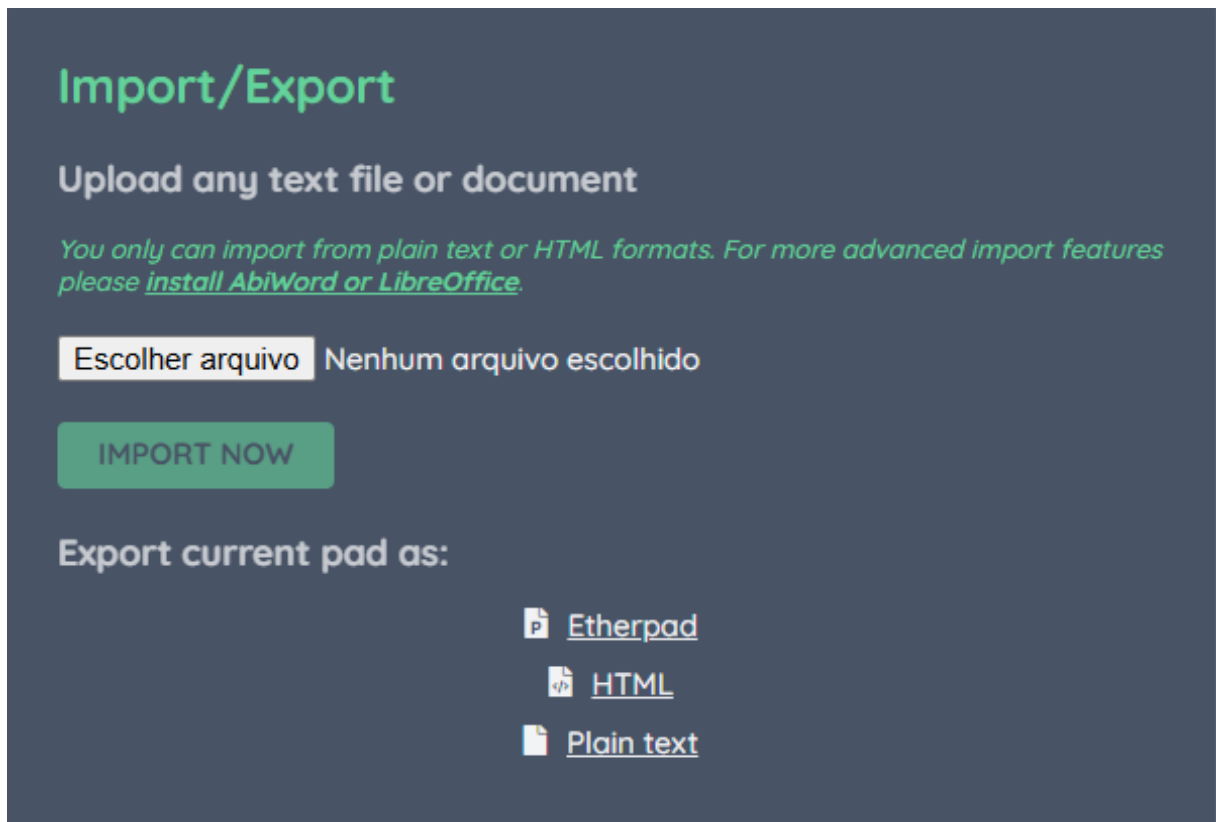 Import/Export
Upload any text file or document
You only can import from plain text or HTML formats. For more advanced import features
please install AbiWord or LibreOffice.
Escolher arquivo Nenhum arquivo escolhido
IMPORT NOW
Export current pad as:
Etherpad
HTML
Plain text